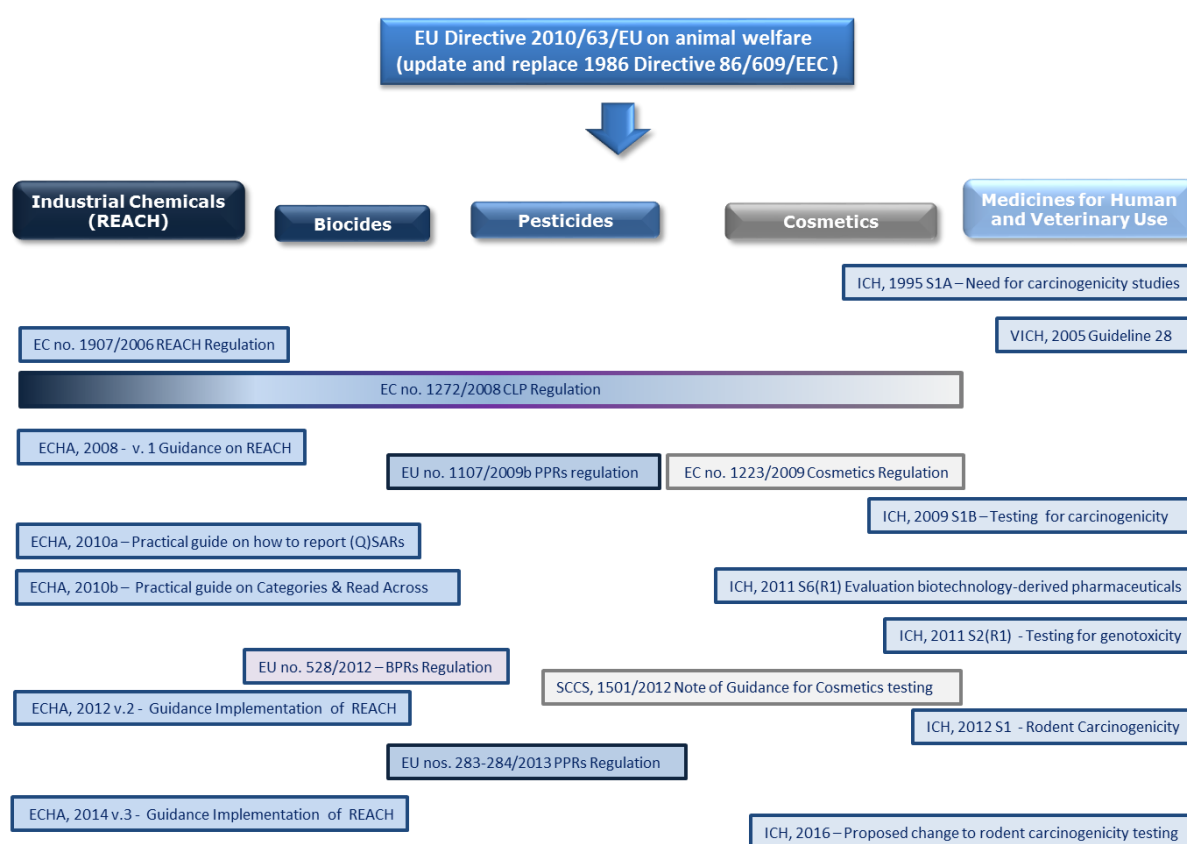 EU Directive 2010/63/EU on animal welfare
(update and replace 1986 Directive 86/609/EEC )
Industrial Chemicals
(REACH)
Biocides
Pesticides
Cosmetics
Medicines for Human
and Veterinary Use
ICH, 1995 S1A – Need for carcinogenicity studies
VICH, 2005 Guideline 28
EC no. 1907/2006 REACH Regulation
EC no. 1272/2008 CLP Regulation
ECHA, 2008 - v. 1 Guidance on REACH
EU no. 1107/2009b PPRs regulation
EC no. 1223/2009 Cosmetics Regulation
ICH, 2009 S1B – Testing for carcinogenicity
ECHA, 2010a – Practical guide on how to report (Q)SARs
ECHA, 2010b – Practical guide on Categories & Read Across
ICH, 2011 S6(R1) Evaluation biotechnology-derived pharmaceuticals
ICH, 2011 S2(R1) - Testing for genotoxicity
EU no. 528/2012 – BPRs Regulation
SCCS, 1501/2012 Note of Guidance for Cosmetics testing
ECHA, 2012 v.2 - Guidance Implementation of REACH
ICH, 2012 S1 - Rodent Carcinogenicity
EU nos. 283-284/2013 PPRs Regulation
ECHA, 2014 v.3 - Guidance Implementation of REACH
ICH, 2016 – Proposed change to rodent carcinogenicity testing